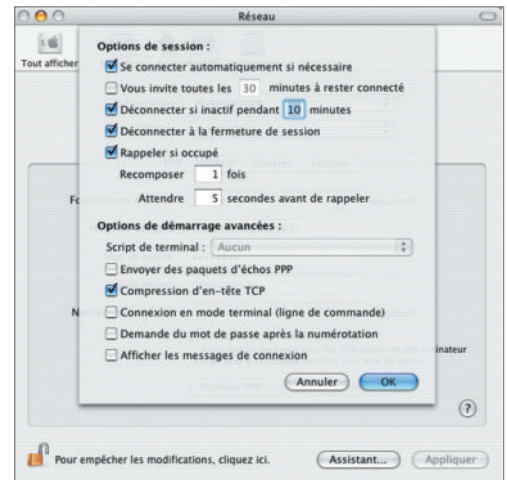 Réseau
Tout afficher
Options de session :
Se connecter automatiquement si nécessaire
Vous invite toutes les 30 minutes à rester connecté
Déconnecter si inactif pendant 10 minutes
Déconnecter à la fermeture de session
Rappeler si occupé
Recomposer 1 fois
Attendre 5 secondes avant de rappeler
Options de démarrage avancées :
Script de terminal : Aucun
Envoyer des paquets d'échos PPP
Compression d'en-tête TCP
Connexion en mode terminal (ligne de commande)
Demande du mot de passe après la numérotation
Afficher les messages de connexion
inateur
Annuler OK
?
Pour empêcher les modifications, cliquez ici. Assistant... Appliquer